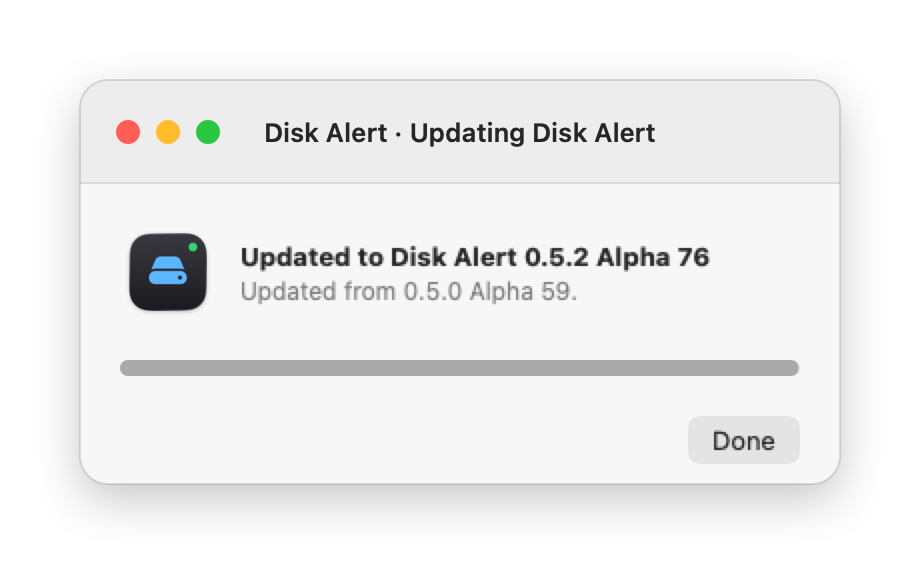 Disk Alert · Updating Disk Alert
Updated to Disk Alert 0.5.2 Alpha 76
Updated from 0.5.0 Alpha 59.
Done